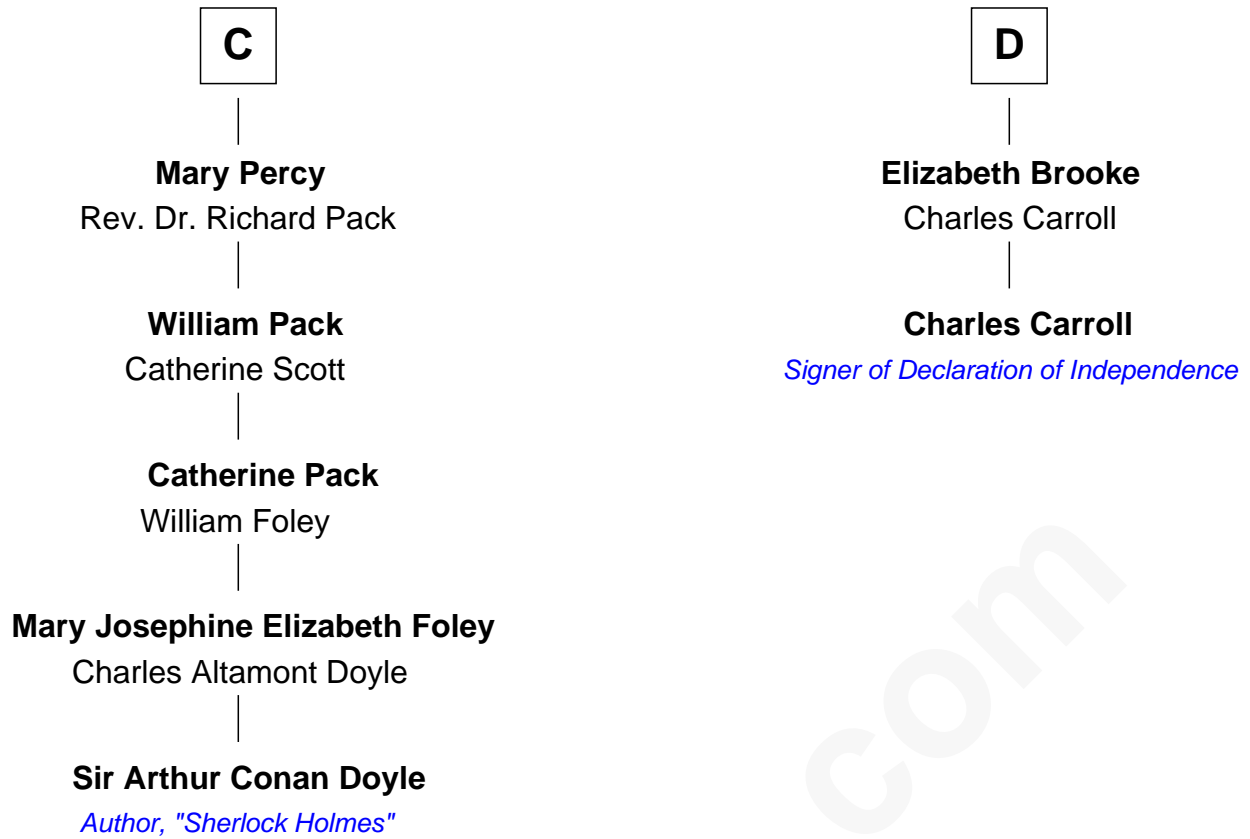 C
Mary Percy
Rev. Dr. Richard Pack
William Pack
Catherine Scott
Catherine Pack
William Foley
Mary Josephine Elizabeth Foley
Charles Altamont Doyle
Sir Arthur Conan Doyle
Author, "Sherlock Holmes"
D
Elizabeth Brooke
Charles Carroll
Charles Carroll
Signer of Declaration of Independence
com